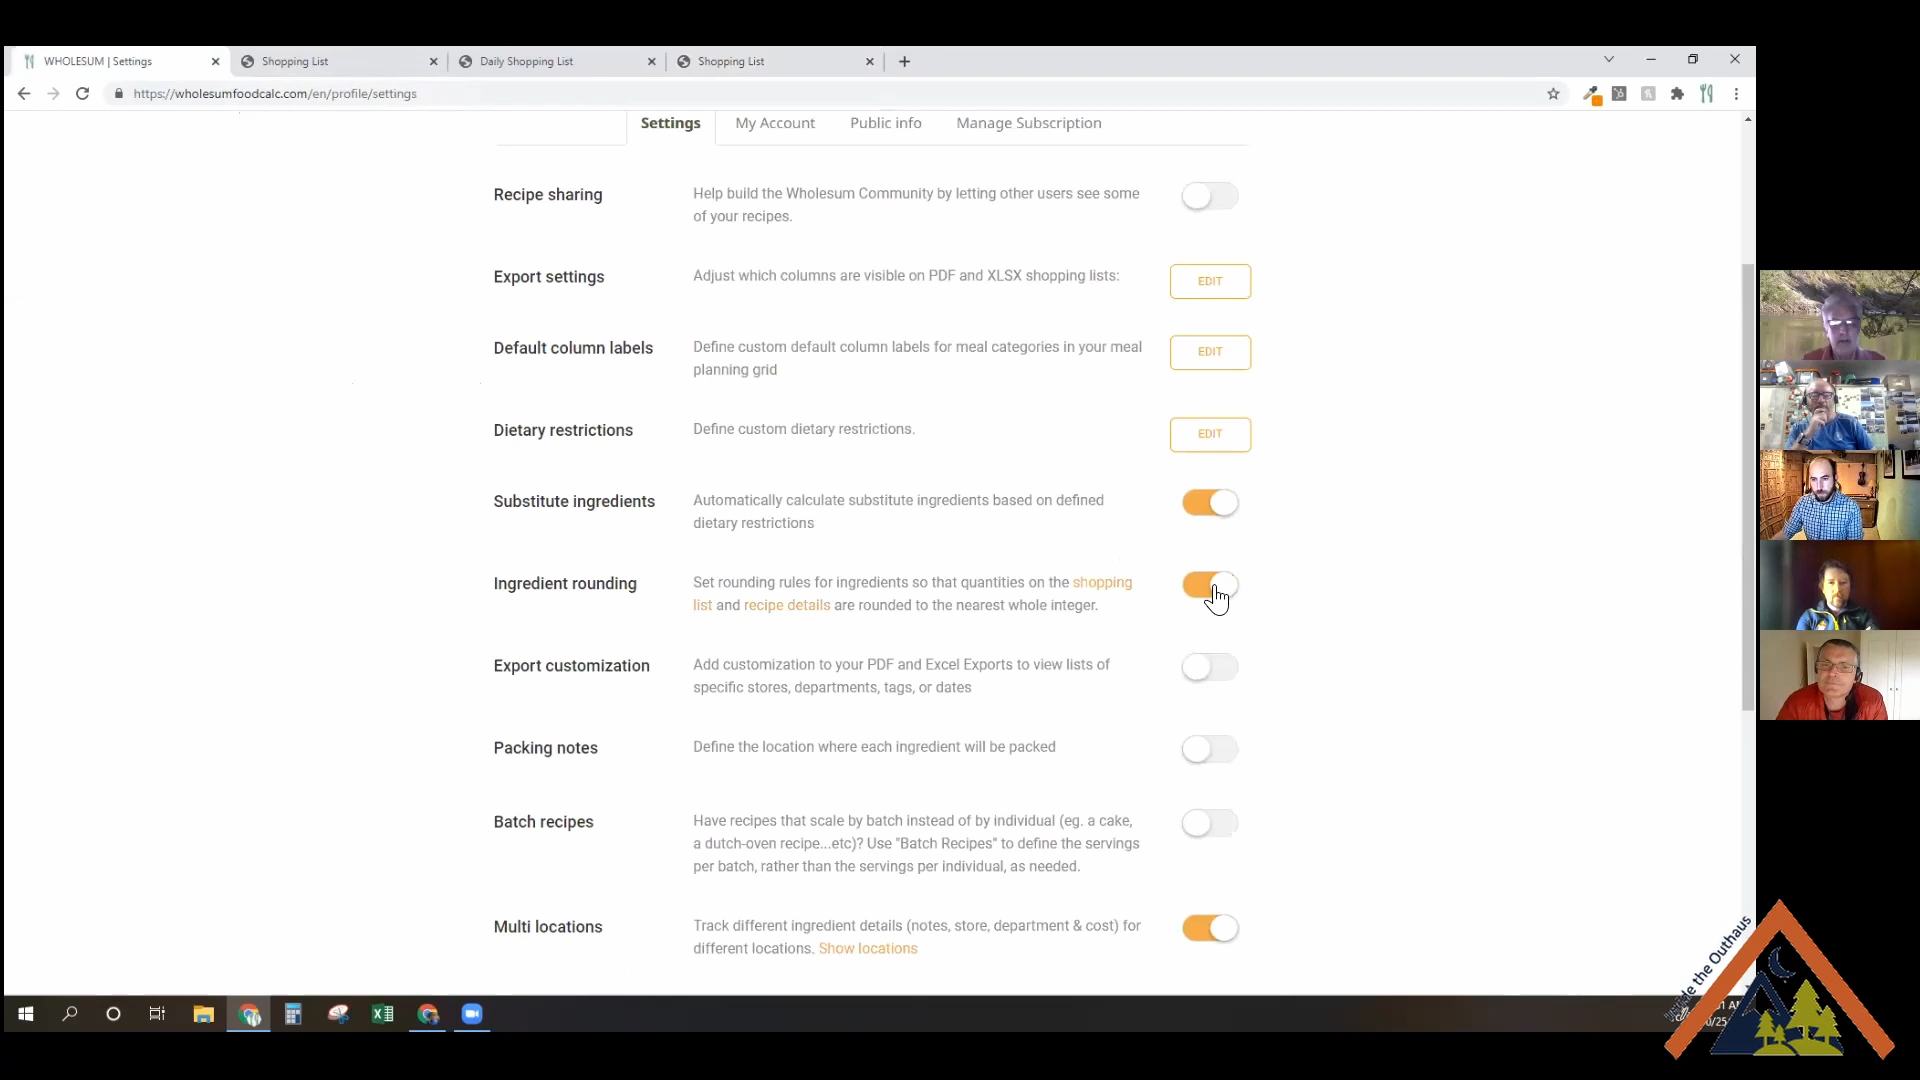 WHOLESUM | Settings
Shopping List
Daily Shopping List
Shopping List
https://wholesumfoodcalc.com/en/profile/settings
Settings
My Account
Public info
Manage Subscription
Recipe sharing
Help build the Wholesum Community by letting other users see some
of your recipes.
Export settings
Adjust which columns are visible on PDF and XLSX shopping lists:
EDIT
Default column labels
Define custom default column labels for meal categories in your meal
planning grid
EDIT
Dietary restrictions
Define custom dietary restrictions.
EDIT
Substitute ingredients
Automatically calculate substitute ingredients based on defined
dietary restrictions
Ingredient rounding
Set rounding rules for ingredients so that quantities on the shopping
list and recipe details are rounded to the nearest whole integer.
Export customization
Add customization to your PDF and Excel Exports to view lists of
specific stores, departments, tags, or dates
Packing notes
Define the location where each ingredient will be packed
Batch recipes
Have recipes that scale by batch instead of by individual (eg. a cake,
a dutch-oven recipe...etc)? Use "Batch Recipes" to define the servings
per batch, rather than the servings per individual, as needed.
Multi locations
Track different ingredient details (notes, store, department & cost) for
different locations. Show locations
the Outhaus